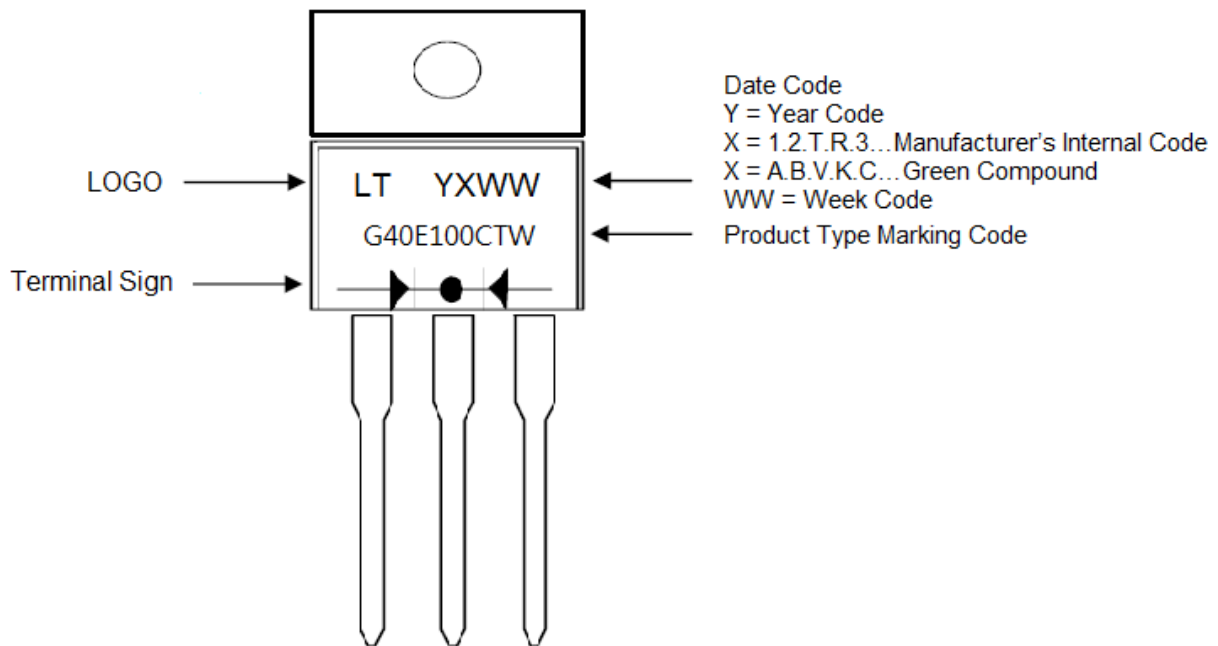 Date Code
Y = Year Code
X = 1.2.T.R.3...Manufacturer's Internal Code
X = A.B.V.K.C...Green Compound
WW = Week Code
LOGO
LT YXWW
G40E100CTW
Product Type Marking Code
Terminal Sign